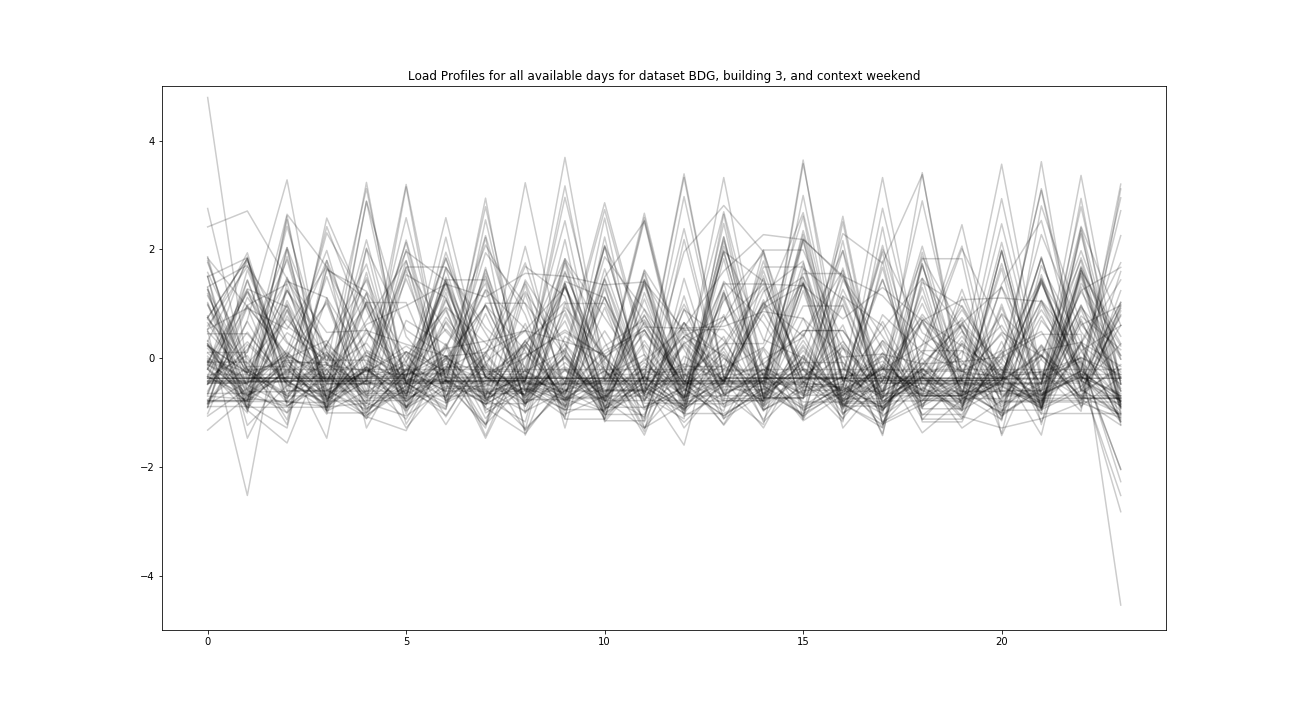 Load Profiles for all available days for dataset BDG, building 3, and context weekend
4
2
0
−2
−4
0 5 10 15 20